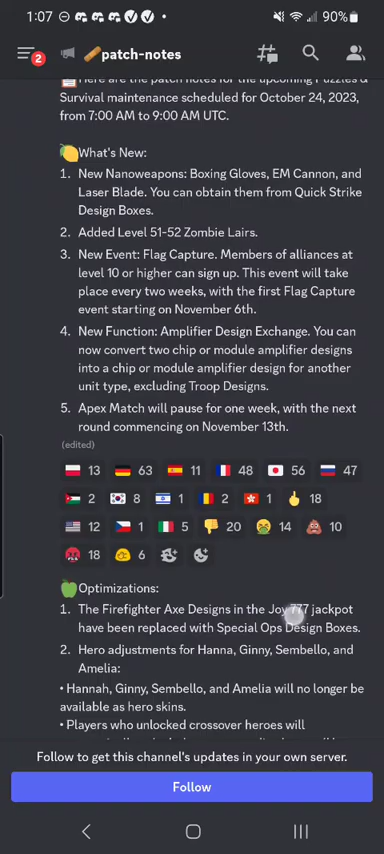 1:07
90%
2
patch-notes
Here are the patch notes for the upcoming Puzzles &
Survival maintenance scheduled for October 24, 2023,
from 7:00 AM to 9:00 AM UTC.
What's New:
1. New Nanoweapons: Boxing Gloves, EM Cannon, and
Laser Blade. You can obtain them from Quick Strike
Design Boxes.
2. Added Level 51-52 Zombie Lairs.
3. New Event: Flag Capture. Members of alliances at
level 10 or higher can sign up. This event will take
place every two weeks, with the first Flag Capture
event starting on November 6th.
4. New Function: Amplifier Design Exchange. You can
now convert two chip or module amplifier designs
into a chip or module amplifier design for another
unit type, excluding Troop Designs.
5. Apex Match will pause for one week, with the next
round commencing on November 13th.
(edited)
13 63 11 48 56 47
2 8 1 2 1 18
12 1 5 20 14 10
18 6
Optimizations:
1. The Firefighter Axe Designs in the Joy 777 jackpot
have been replaced with Special Ops Design Boxes.
2. Hero adjustments for Hanna, Ginny, Sembello, and
Amelia:
• Hannah, Ginny, Sembello, and Amelia will no longer be
available as hero skins.
• Players who unlocked crossover heroes will
Follow to get this channel's updates in your own server.
Follow